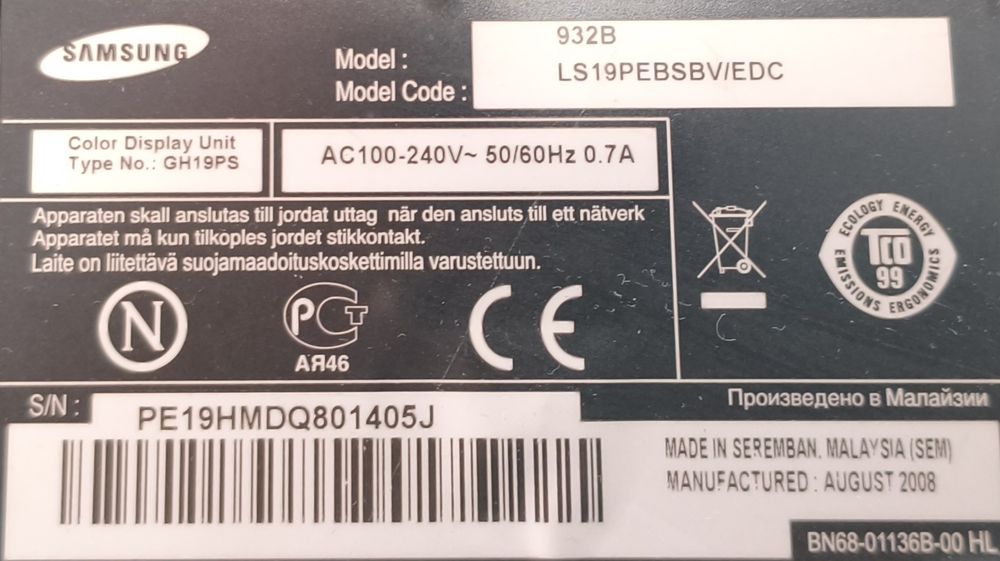 SAMSUNG
Model : 932B
Model Code : LS19PEBSBV/EDC
Color Display Unit
Type No.: GH19PS
AC100-240V~ 50/60Hz 0.7A
Apparaten skall anslutas till jordat uttag när den ansluts till ett nätverk
Apparatet må kun tilkoples jordet stikkontakt.
Laite on liitettävä suojamaadoituskoskettimilla varustettuun.
ECOLOGY ENERGY
TCO
99
EMISSIONS ERGONOMICS
N
РСТ
АЯ46
CE
S/N : PE19HMDQ801405J
Произведено в Малайзии
MADE IN SEREMBAN. MALAYSIA (SEM)
MANUFACTURED : AUGUST 2008
BN68-01136B-00 HL